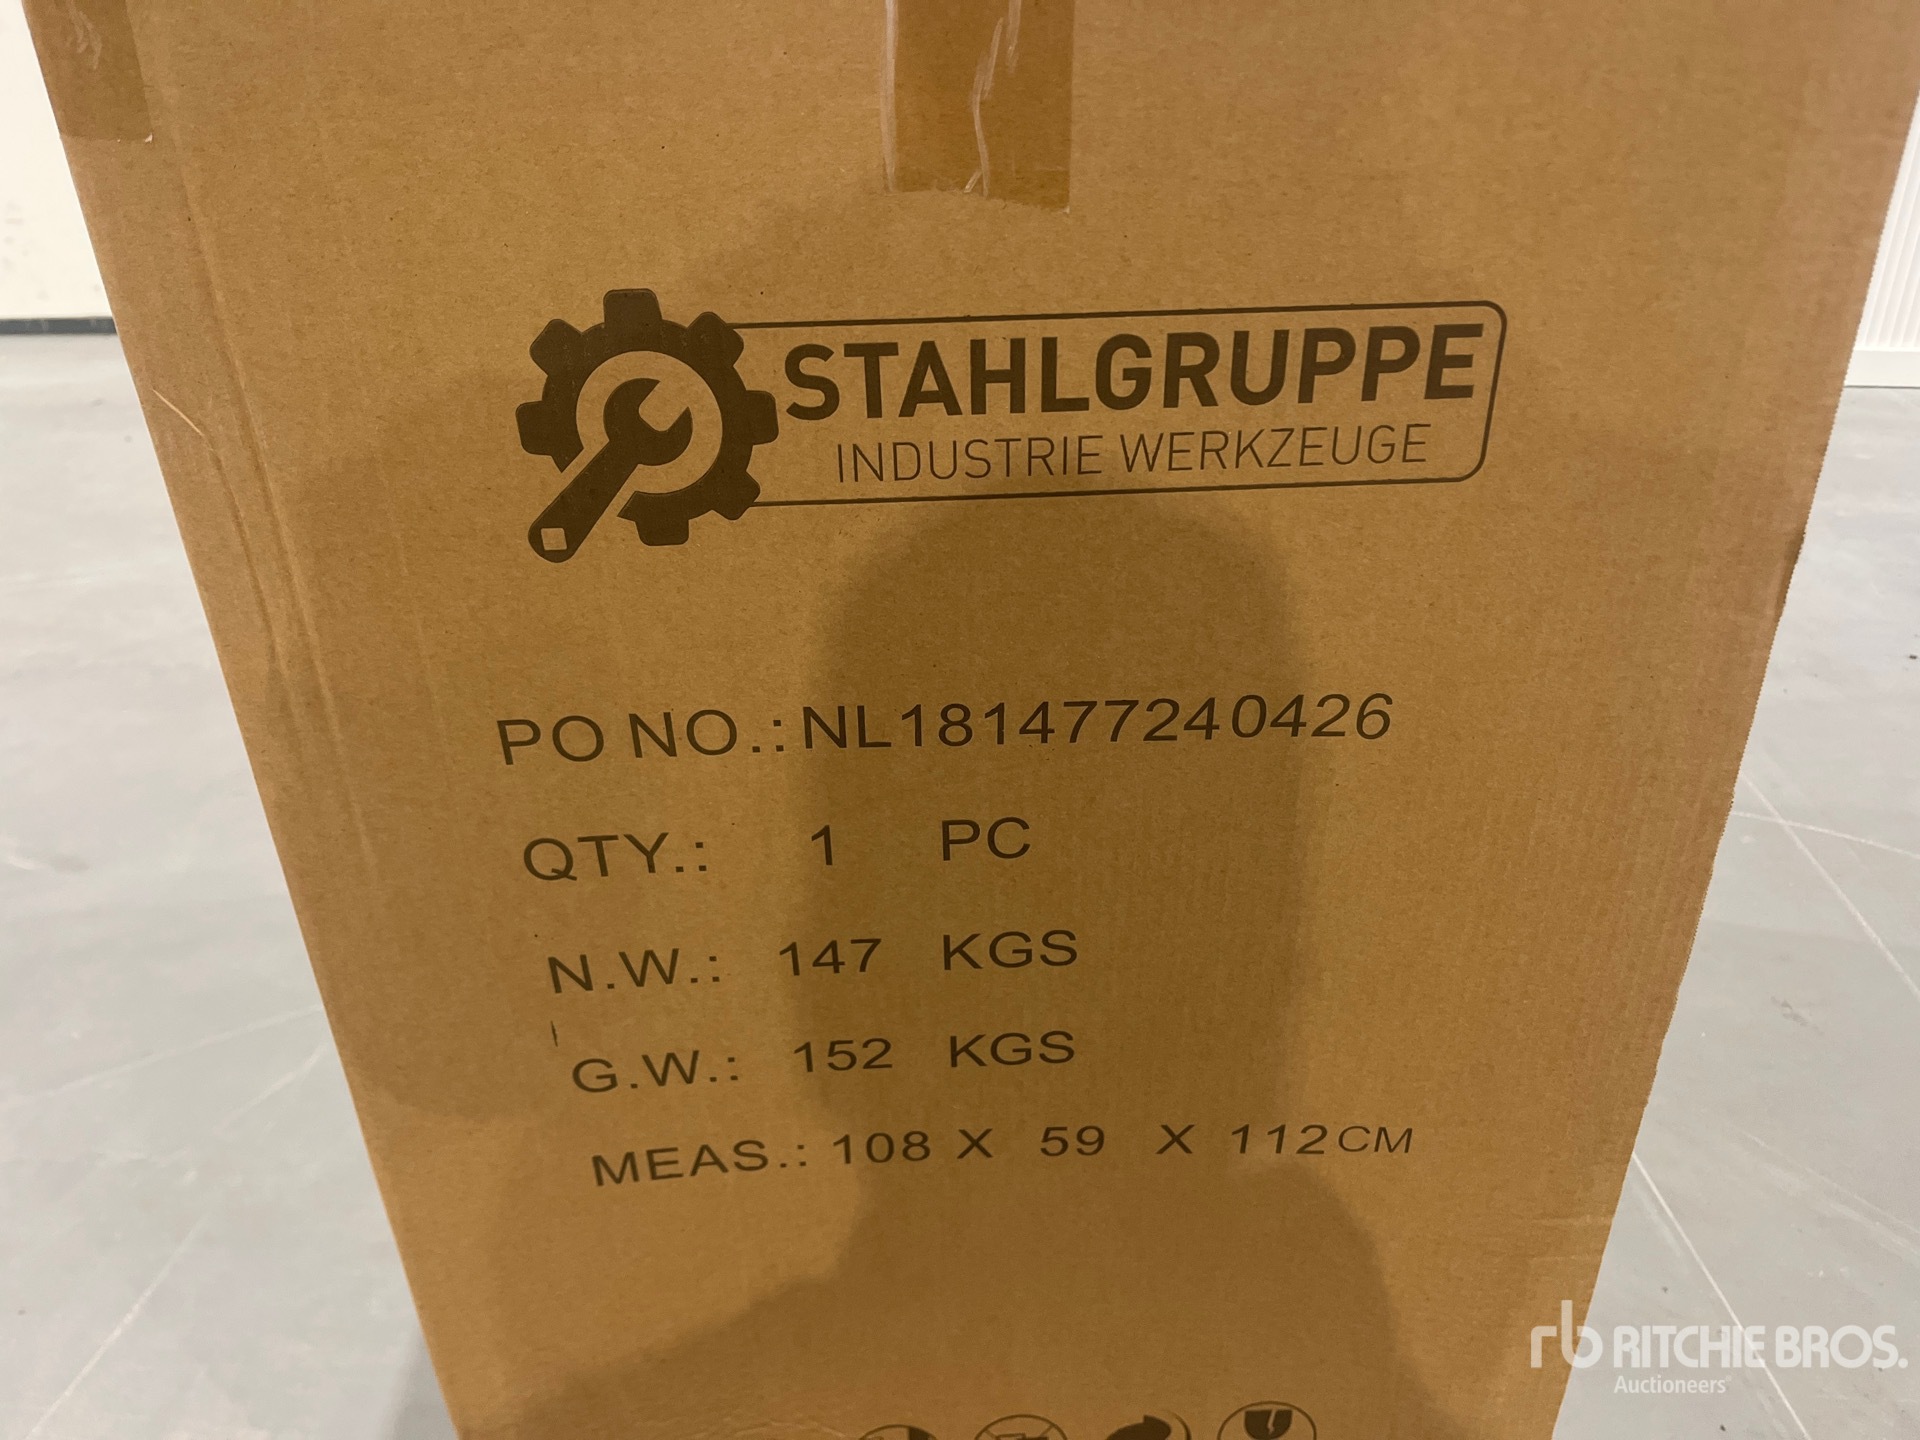 STAHLGRUPPE
INDUSTRIE WERKZEUGE
PO NO.: NL181477240426
QTY.: 1 PC
N.W.: 147 KGS
G.W.: 152 KGS
MEAS.: 108 X 59 X 112CM
rb RITCHIE BROS.
Auctioneers